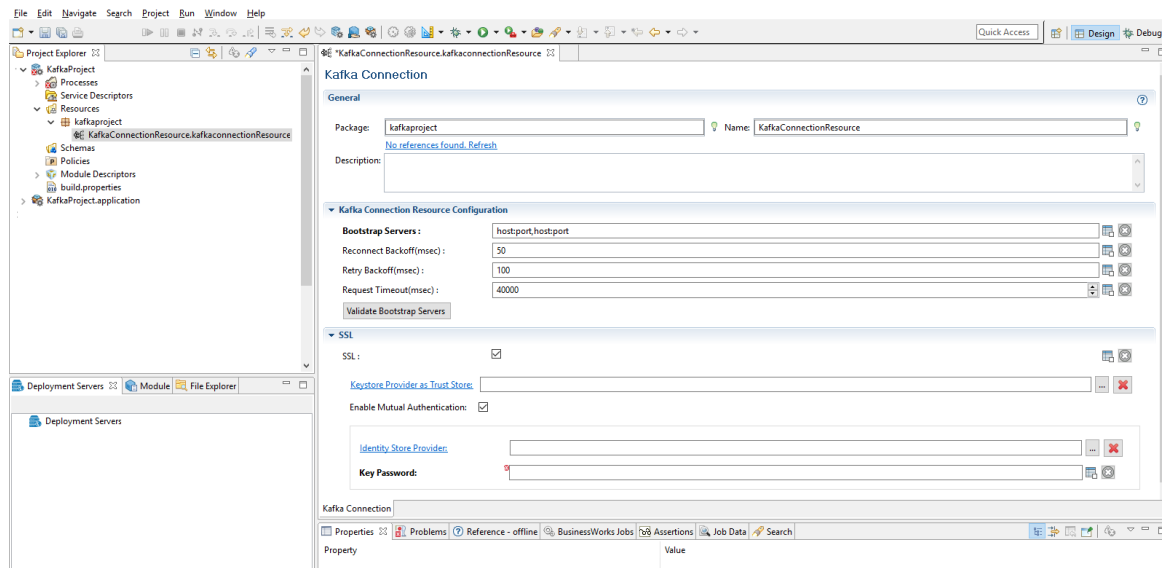 File Edit Navigate Search Project Run Window Help
Quick Access Design Debug
Project Explorer
KafkaProject
Processes
Service Descriptors
Resources
kafkaproject
KafkaConnectionResource.kafkaconnectionResource
Schemas
Policies
Module Descriptors
build.properties
KafkaProject.application
Deployment Servers Module File Explorer
Deployment Servers
*KafkaConnectionResource.kafkaconnectionResource
Kafka Connection
General
Package: kafkaproject Name: KafkaConnectionResource
No references found. Refresh
Description:
Kafka Connection Resource Configuration
Bootstrap Servers : host:port,host:port
Reconnect Backoff(msec) : 50
Retry Backoff(msec) : 100
Request Timeout(msec) : 40000
Validate Bootstrap Servers
SSL
SSL :
Keystore Provider as Trust Store:
Enable Mutual Authentication:
Identity Store Provider:
Key Password:
Kafka Connection
Properties Problems Reference - offline BusinessWorks Jobs Assertions Job Data Search
Property Value